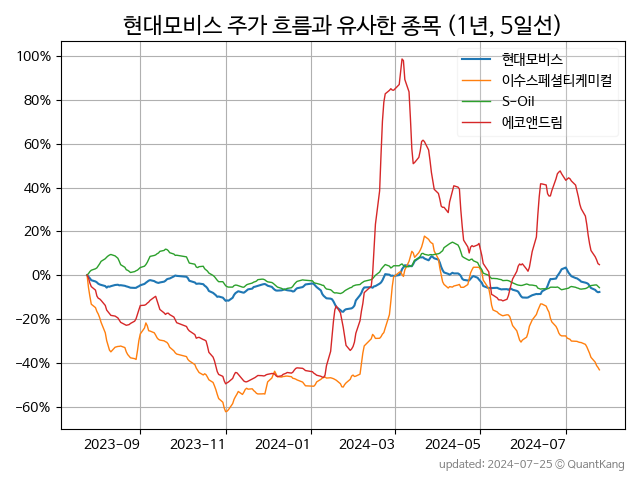 현대모비스 주가 흐름과 유사한 종목 (1년, 5일선)
현대모비스
이수스페셜티케미컬
S-Oil
에코앤드림
100%
80%
60%
40%
20%
0%
−20%
−40%
−60%
2023-09 2023-11 2024-01 2024-03 2024-05 2024-07
updated: 2024-07-25 © QuantKang